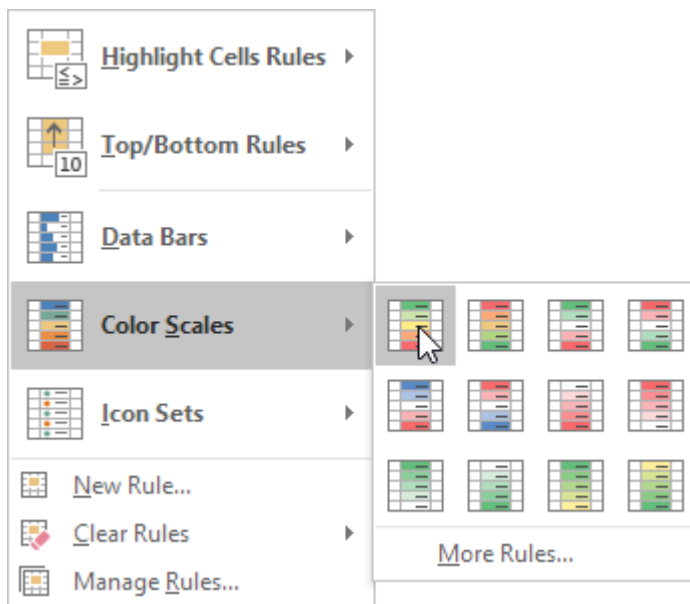 Highlight Cells Rules
≤
>
Top/Bottom Rules
10
Data Bars
Color Scales
Icon Sets
New Rule...
Clear Rules
Manage Rules...
More Rules...